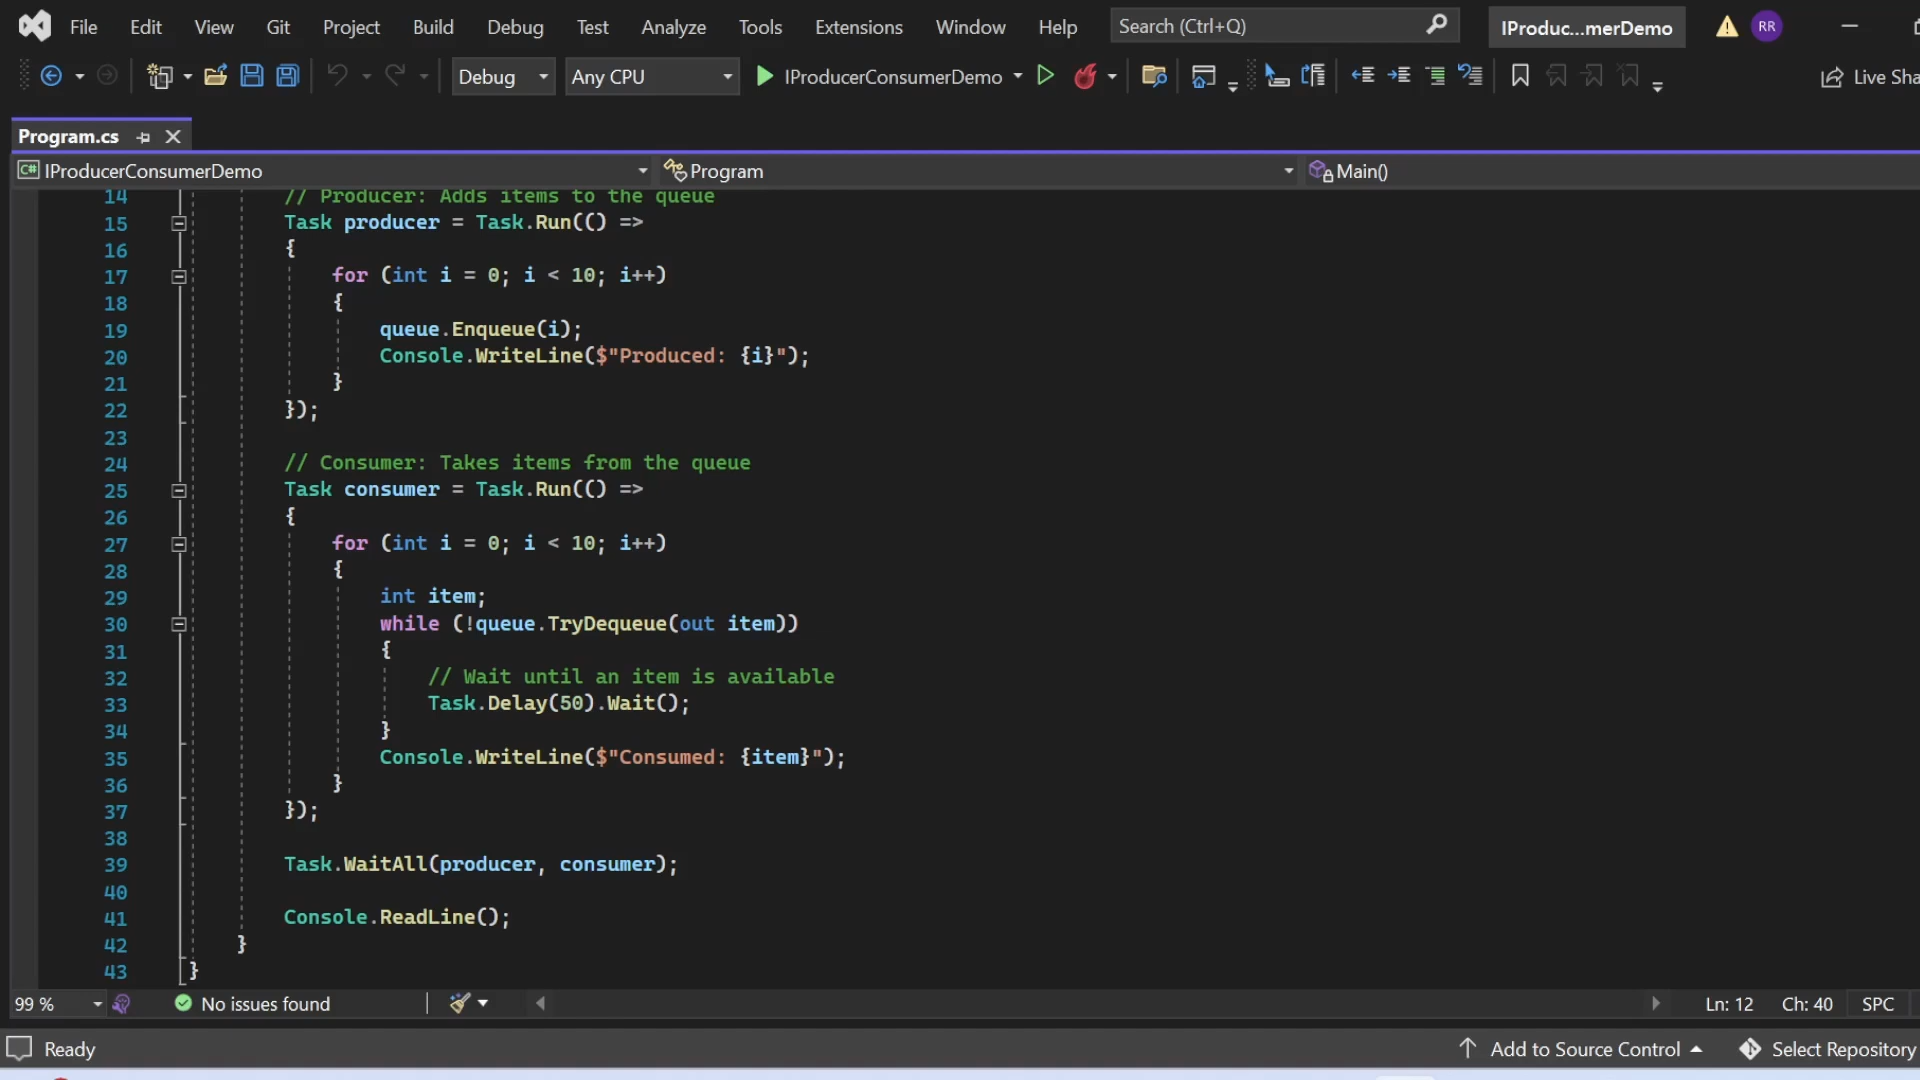 File Edit View Git Project Build Debug Test Analyze Tools Extensions Window Help Search (Ctrl+Q) IProduc...merDemo RR
Debug Any CPU IProducerConsumerDemo Live Sha
Program.cs
C# IProducerConsumerDemo Program Main()
14 // Producer: Adds items to the queue
15 Task producer = Task.Run(() =>
16 {
17 for (int i = 0; i < 10; i++)
18 {
19 queue.Enqueue(i);
20 Console.WriteLine($"Produced: {i}");
21 }
22 });
23
24 // Consumer: Takes items from the queue
25 Task consumer = Task.Run(() =>
26 {
27 for (int i = 0; i < 10; i++)
28 {
29 int item;
30 while (!queue.TryDequeue(out item))
31 {
32 // Wait until an item is available
33 Task.Delay(50).Wait();
34 }
35 Console.WriteLine($"Consumed: {item}");
36 }
37 });
38
39 Task.WaitAll(producer, consumer);
40
41 Console.ReadLine();
42 }
43 }
99 % No issues found Ln: 12 Ch: 40 SPC
Ready Add to Source Control Select Repository